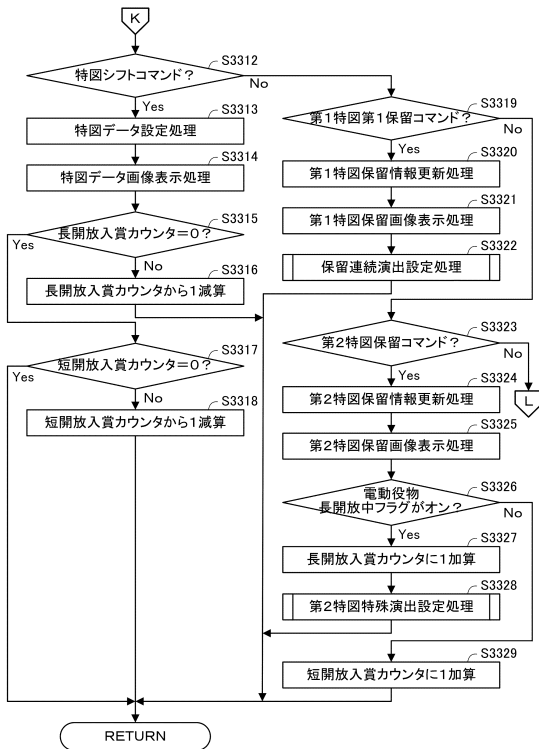 K
特図シフトコマンド？
S3312
No
Yes
S3313
特図データ設定処理
S3314
特図データ画像表示処理
S3315
長開放入賞カウンタ=0？
Yes
No
S3316
長開放入賞カウンタから1減算
S3317
短開放入賞カウンタ=0？
Yes
No
S3318
短開放入賞カウンタから1減算
S3319
第1特図第1保留コマンド？
No
Yes
S3320
第1特図保留情報更新処理
S3321
第1特図保留画像表示処理
S3322
保留連続演出設定処理
S3323
第2特図保留コマンド？
No
Yes
L
S3324
第2特図保留情報更新処理
S3325
第2特図保留画像表示処理
S3326
電動役物
長開放中フラグがオン？
No
Yes
S3327
長開放入賞カウンタに1加算
S3328
第2特図特殊演出設定処理
S3329
短開放入賞カウンタに1加算
RETURN